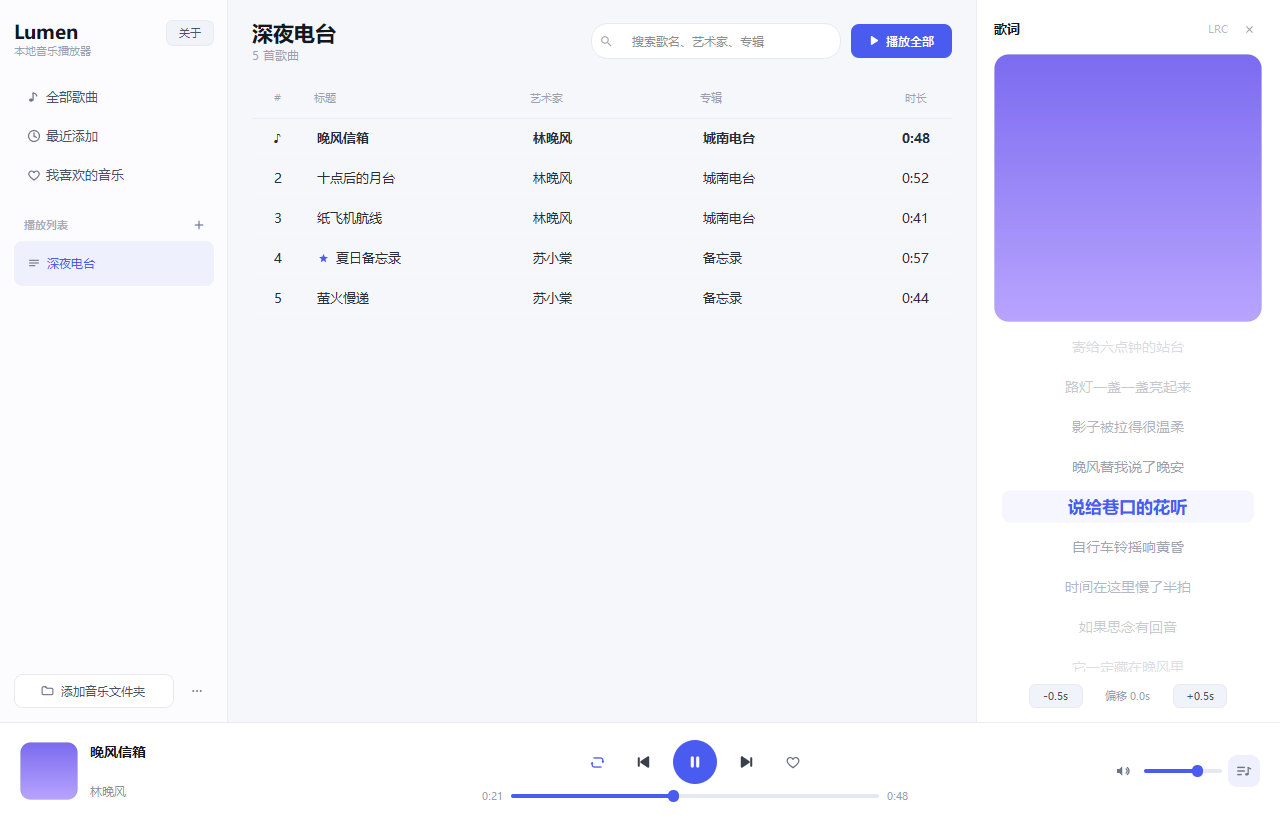 Lumen
关于
本地音乐播放器
全部歌曲
最近添加
我喜欢的音乐
播放列表
深夜电台
添加音乐文件夹
深夜电台
5 首歌曲
搜索歌名、艺术家、专辑
播放全部
# 标题 艺术家 专辑 时长
晚风信箱 林晚风 城南电台 0:48
2 十点后的月台 林晚风 城南电台 0:52
3 纸飞机航线 林晚风 城南电台 0:41
4 夏日备忘录 苏小棠 备忘录 0:57
5 萤火慢递 苏小棠 备忘录 0:44
歌词 LRC
寄给六点钟的站台
路灯一盏一盏亮起来
影子被拉得很温柔
晚风替我说了晚安
说给巷口的花听
自行车铃摇响黄昏
时间在这里慢了半拍
如果思念有回音
它一定藏在晚风里
-0.5s 偏移 0.0s +0.5s
晚风信箱
林晚风
0:21 0:48